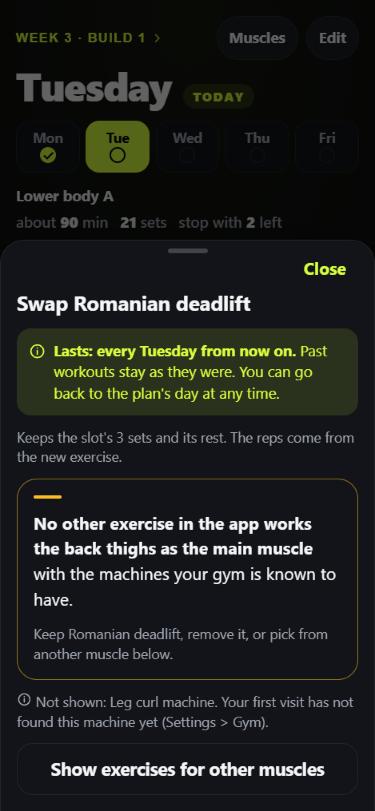 WEEK 3 · BUILD 1 >
Muscles
Edit
Tuesday
TODAY
Mon
Tue
Wed
Thu
Fri
Lower body A
about 90 min 21 sets stop with 2 left
Close
Swap Romanian deadlift
Lasts: every Tuesday from now on. Past
workouts stay as they were. You can go
back to the plan's day at any time.
Keeps the slot's 3 sets and its rest. The reps come from
the new exercise.
No other exercise in the app works
the back thighs as the main muscle
with the machines your gym is known to
have.
Keep Romanian deadlift, remove it, or pick from
another muscle below.
Not shown: Leg curl machine. Your first visit has not
found this machine yet (Settings > Gym).
Show exercises for other muscles